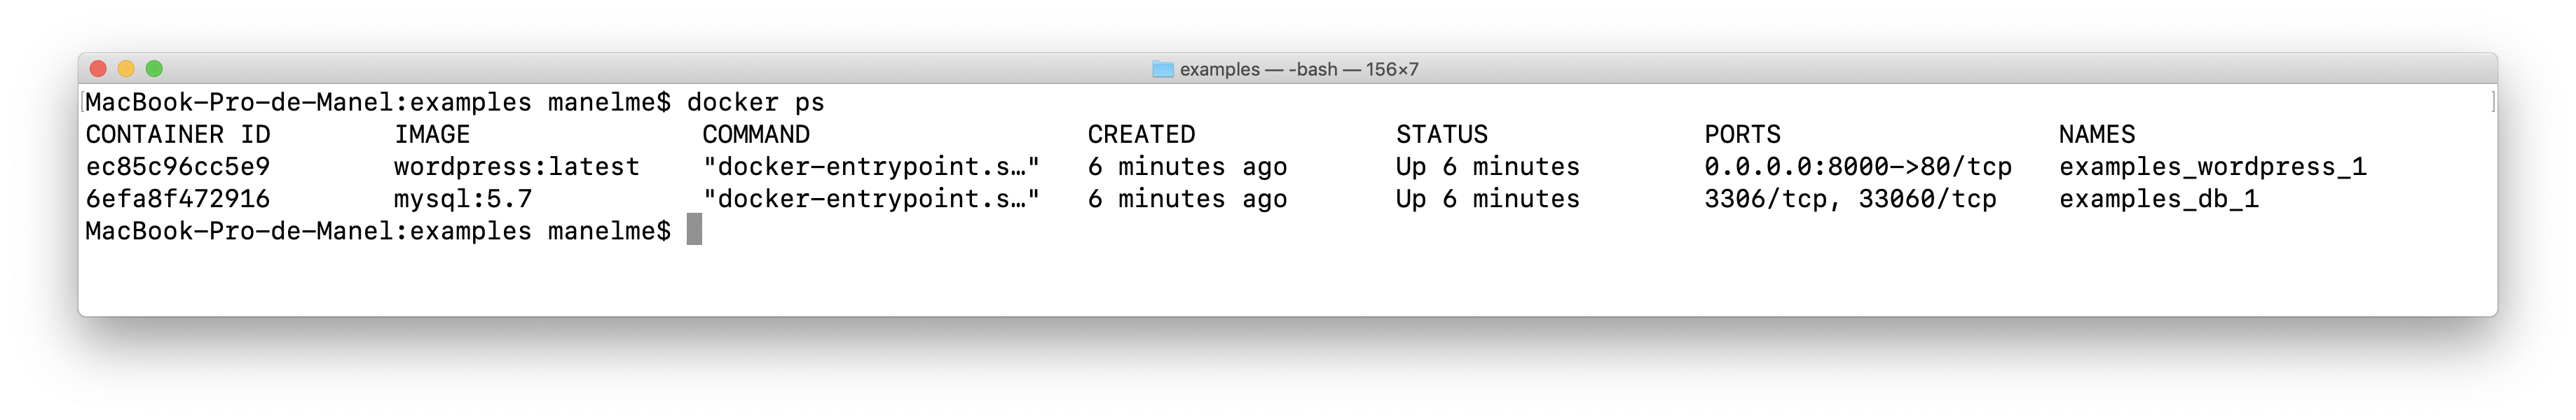 examples — -bash — 156×7
MacBook-Pro-de-Manel:examples manelme$ docker ps
CONTAINER ID        IMAGE               COMMAND                  CREATED             STATUS              PORTS                  NAMES
ec85c96cc5e9        wordpress:latest    "docker-entrypoint.s…"   6 minutes ago       Up 6 minutes        0.0.0.0:8000->80/tcp   examples_wordpress_1
6efa8f472916        mysql:5.7           "docker-entrypoint.s…"   6 minutes ago       Up 6 minutes        3306/tcp, 33060/tcp    examples_db_1
MacBook-Pro-de-Manel:examples manelme$